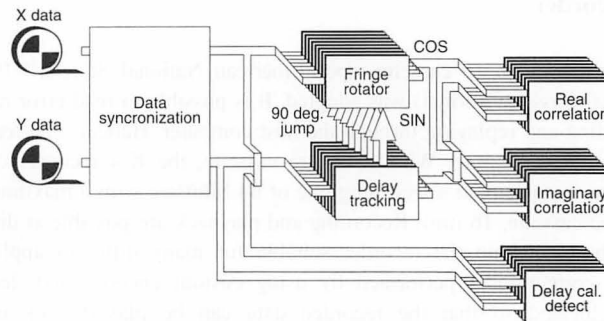 X data
Y data
Data
syncronization
Fringe
rotator
COS
SIN
90 deg.
jump
Delay
tracking
Real
correlation
Imaginary
correlation
Delay cal.
detect